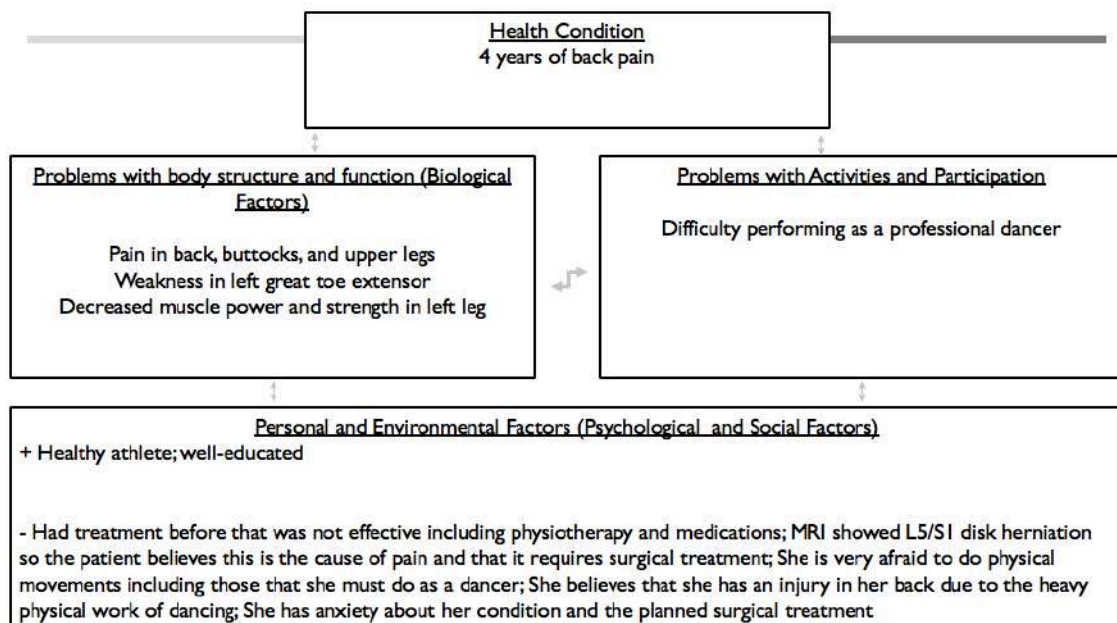 Health Condition
4 years of back pain
Problems with body structure and function (Biological
Factors)
Pain in back, buttocks, and upper legs
Weakness in left great toe extensor
Decreased muscle power and strength in left leg
Problems with Activities and Participation
Difficulty performing as a professional dancer
Personal and Environmental Factors (Psychological and Social Factors)
+ Healthy athlete; well-educated
- Had treatment before that was not effective including physiotherapy and medications; MRI showed L5/S1 disk herniation
so the patient believes this is the cause of pain and that it requires surgical treatment; She is very afraid to do physical
movements including those that she must do as a dancer; She believes that she has an injury in her back due to the heavy
physical work of dancing; She has anxiety about her condition and the planned surgical treatment